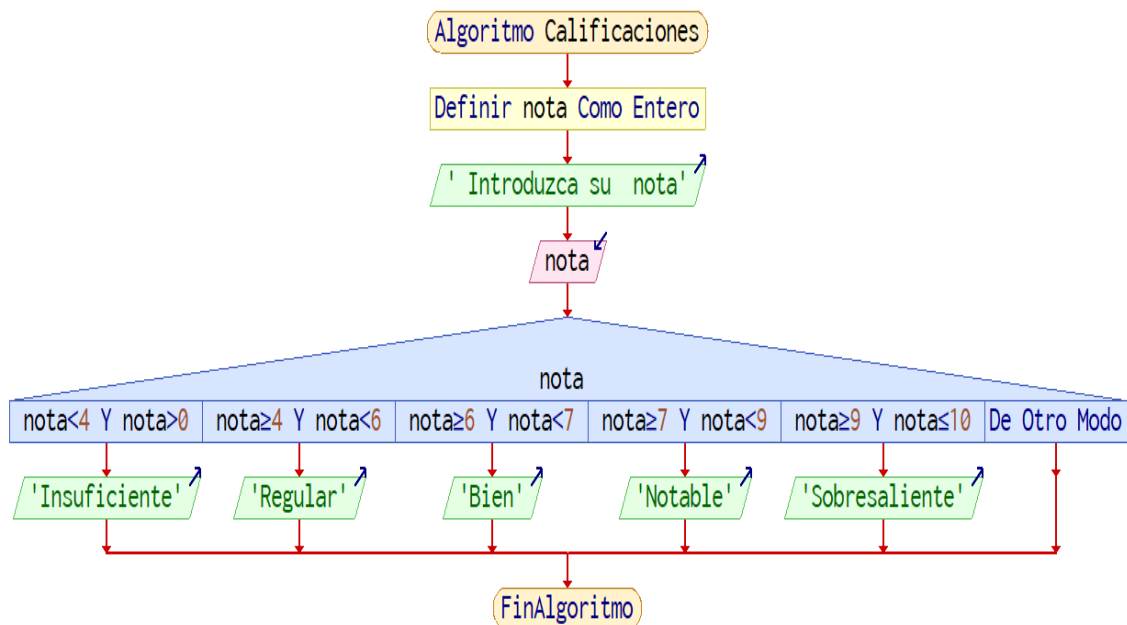 Algoritmo Calificaciones
Definir nota Como Entero
' Introduzca su  nota'
nota
nota
nota<4 Y nota>0 nota≥4 Y nota<6 nota≥6 Y nota<7 nota≥7 Y nota<9 nota≥9 Y nota≤10 De Otro Modo
'Insuficiente' 'Regular' 'Bien' 'Notable' 'Sobresaliente'
FinAlgoritmo